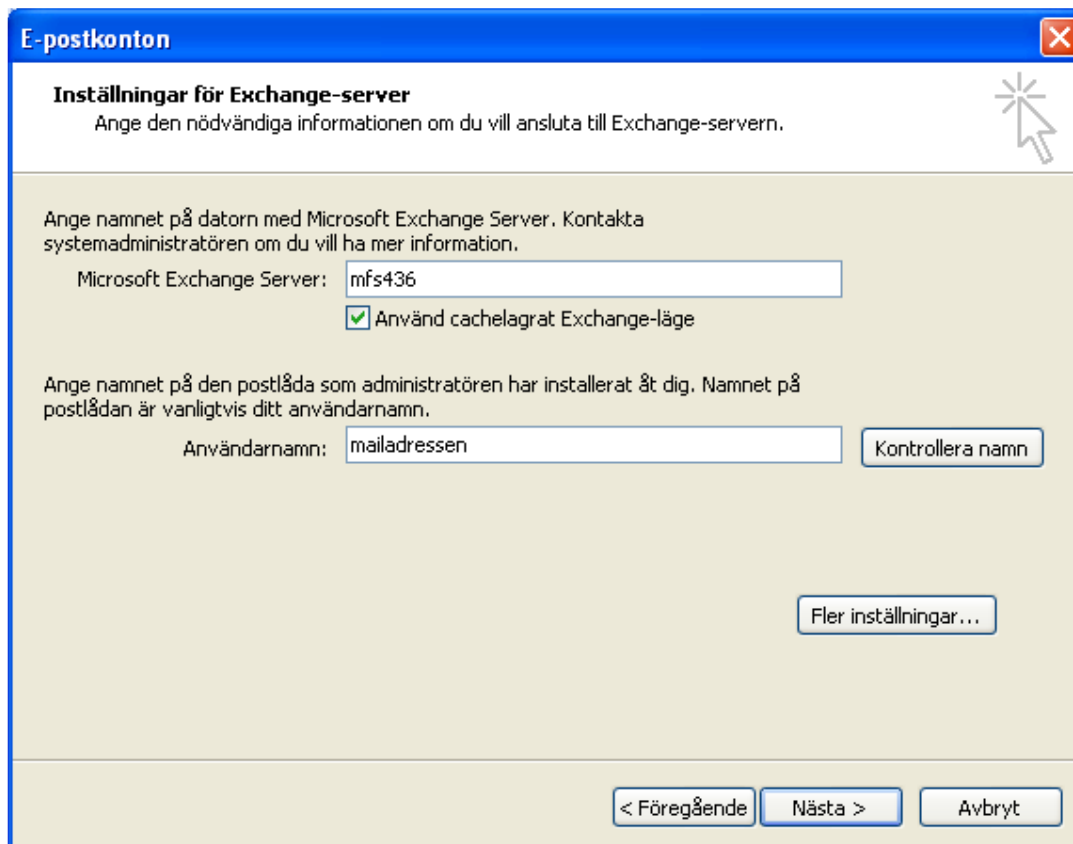 E-postkonton
Inställningar för Exchange-server
Ange den nödvändiga informationen om du vill ansluta till Exchange-servern.
Ange namnet på datorn med Microsoft Exchange Server. Kontakta
systemadministratören om du vill ha mer information.
Microsoft Exchange Server: mfs436
Använd cachelagrat Exchange-läge
Ange namnet på den postlåda som administratören har installerat åt dig. Namnet på
postlådan är vanligtvis ditt användarnamn.
Användarnamn: mailadressen Kontrollera namn
Fler inställningar...
< Föregående Nästa > Avbryt